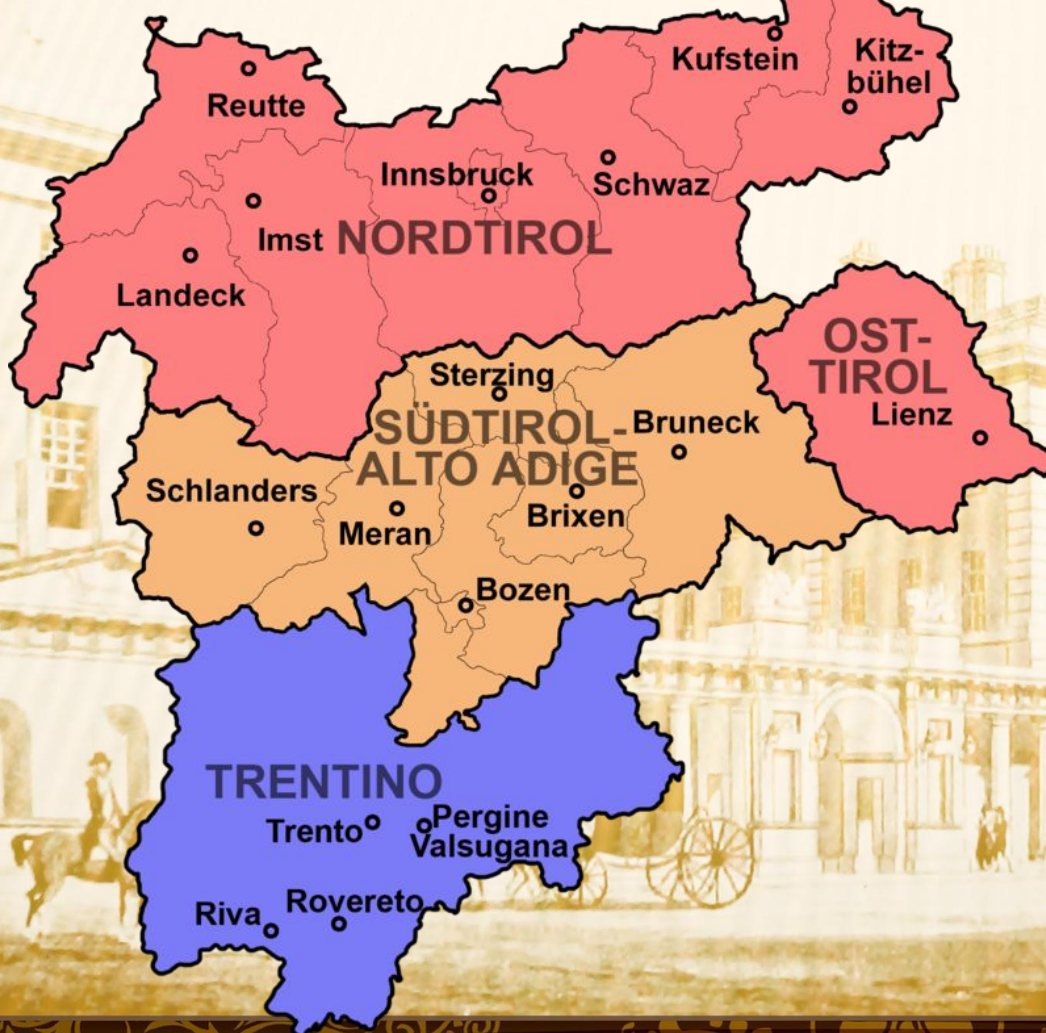 Kufstein
Kitz-
bühel
Reutte
Innsbruck
Schwaz
Imst
NORDTIROL
Landeck
OST-
TIROL
Lienz
Sterzing
SÜDTIROL-
ALTO ADIGE
Bruneck
Schlanders
Meran
Brixen
Bozen
TRENTINO
Trento
Pergine
Valsugana
Riva
Rovereto